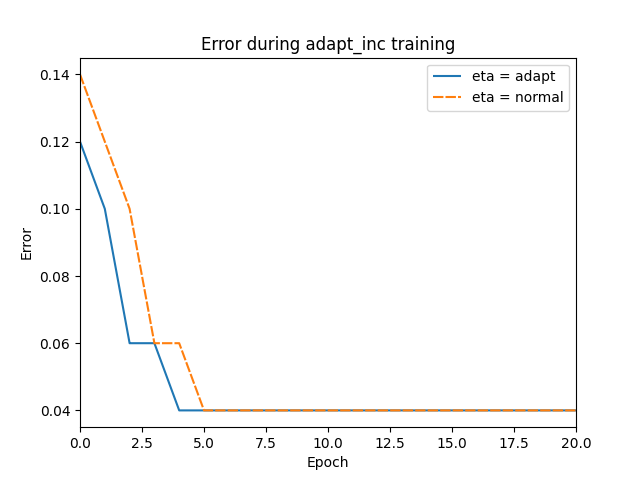 Error during adapt_inc training
eta = adapt
eta = normal
0.14
0.12
0.10
0.08
0.06
0.04
Error
0.0 2.5 5.0 7.5 10.0 12.5 15.0 17.5 20.0
Epoch